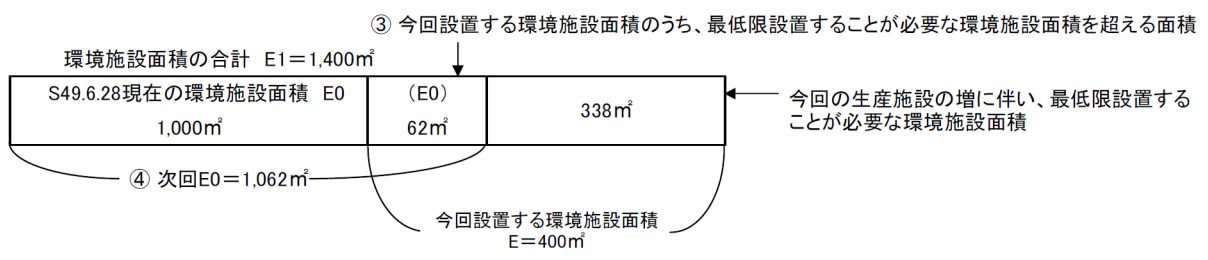 ③ 今回設置する環境施設面積のうち、最低限設置することが必要な環境施設面積を超える面積
環境施設面積の合計 E1＝1,400㎡
S49.6.28現在の環境施設面積 E0
1,000㎡
（E0）
62㎡
338㎡
今回の生産施設の増に伴い、最低限設置する
ことが必要な環境施設面積
④ 次回E0＝1,062㎡
今回設置する環境施設面積
E＝400㎡